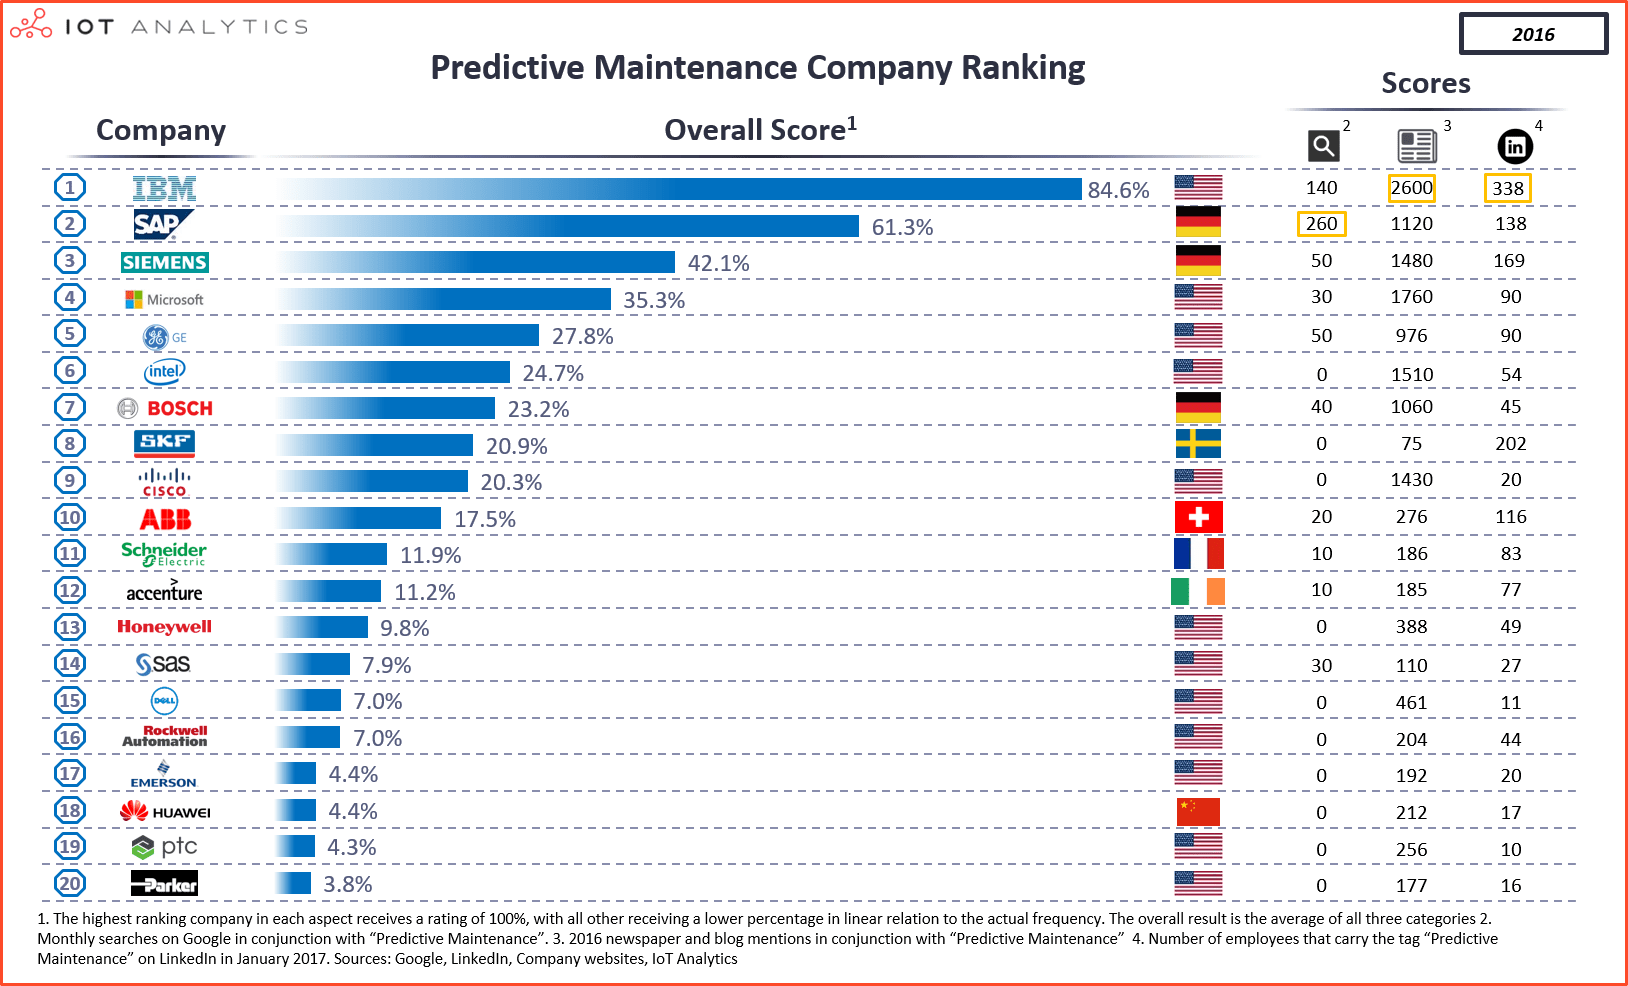 IOT ANALYTICS
2016
Predictive Maintenance Company Ranking
Scores
Company Overall Score1 2 3 4
in
1 IBM 84.6% 140 2600 338
2 SAP 61.3% 260 1120 138
3 SIEMENS 42.1% 50 1480 169
4 Microsoft 35.3% 30 1760 90
5 GE GE 27.8% 50 976 90
6 intel 24.7% 0 1510 54
7 BOSCH 23.2% 40 1060 45
8 SKF 20.9% 0 75 202
9 CISCO 20.3% 0 1430 20
10 ABB 17.5% 20 276 116
11 Schneider Electric 11.9% 10 186 83
12 accenture 11.2% 10 185 77
13 Honeywell 9.8% 0 388 49
14 sas 7.9% 30 110 27
15 DELL 7.0% 0 461 11
16 Rockwell Automation 7.0% 0 204 44
17 EMERSON 4.4% 0 192 20
18 HUAWEI 4.4% 0 212 17
19 ptc 4.3% 0 256 10
20 Parker 3.8% 0 177 16
1. The highest ranking company in each aspect receives a rating of 100%, with all other receiving a lower percentage in linear relation to the actual frequency. The overall result is the average of all three categories 2.
Monthly searches on Google in conjunction with “Predictive Maintenance”. 3. 2016 newspaper and blog mentions in conjunction with “Predictive Maintenance” 4. Number of employees that carry the tag “Predictive
Maintenance” on LinkedIn in January 2017. Sources: Google, LinkedIn, Company websites, IoT Analytics